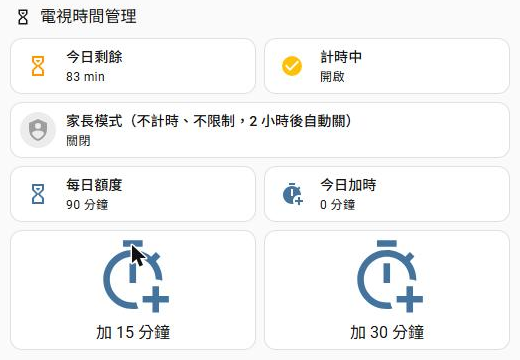 電視時間管理
今日剩餘
83 min
計時中
開啟
家長模式（不計時、不限制，2 小時後自動關）
關閉
每日額度
90 分鐘
今日加時
0 分鐘
加 15 分鐘
加 30 分鐘